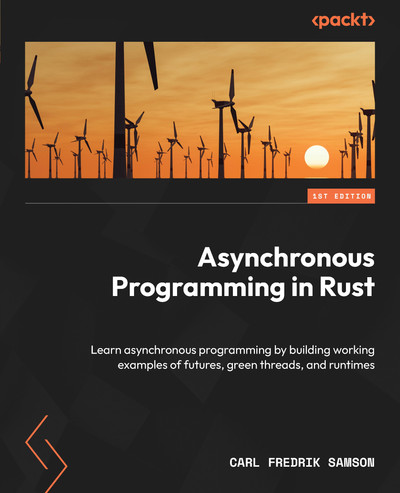 <packt>
1ST EDITION
Asynchronous
Programming in Rust
Learn asynchronous programming by building working
examples of futures, green threads, and runtimes
CARL FREDRIK SAMSON